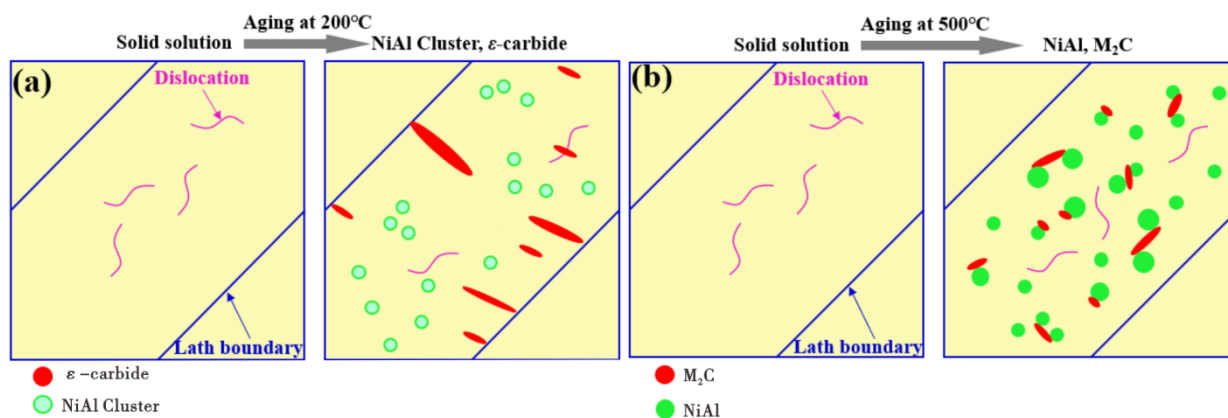 Aging at 200℃
Solid solution
NiAl Cluster, ε-carbide
(a)
Dislocation
Lath boundary
ε-carbide
NiAl Cluster
Aging at 500℃
Solid solution
NiAl, M₂C
(b)
Dislocation
Lath boundary
M₂C
NiAl